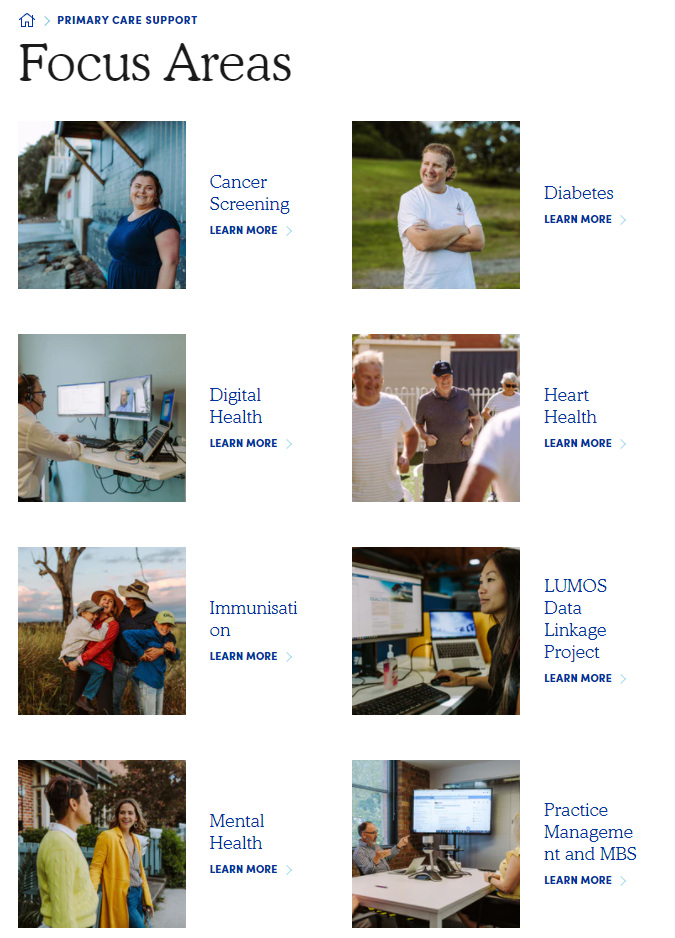 PRIMARY CARE SUPPORT
Focus Areas
Cancer
Screening
LEARN MORE
Diabetes
LEARN MORE
Digital
Health
LEARN MORE
Heart
Health
LEARN MORE
Immunisati
on
LEARN MORE
LUMOS
Data
Linkage
Project
LEARN MORE
Mental
Health
LEARN MORE
Practice
Manageme
nt and MBS
LEARN MORE